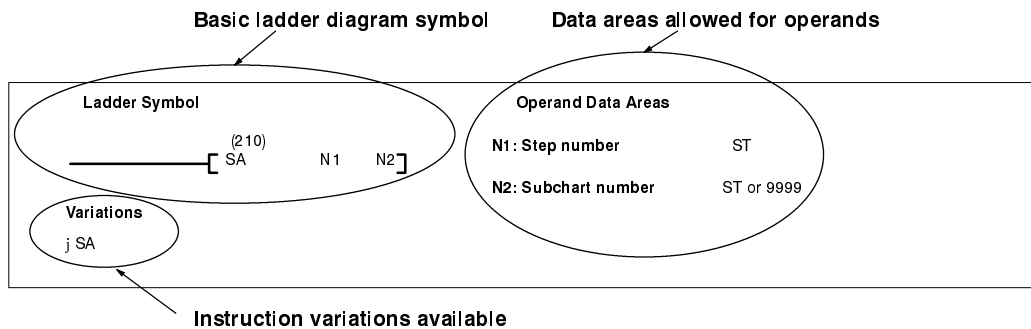 Basic ladder diagram symbol
Data areas allowed for operands
Ladder Symbol
(210)
SA N1 N2
Operand Data Areas
N1: Step number ST
N2: Subchart number ST or 9999
Variations
j SA
Instruction variations available